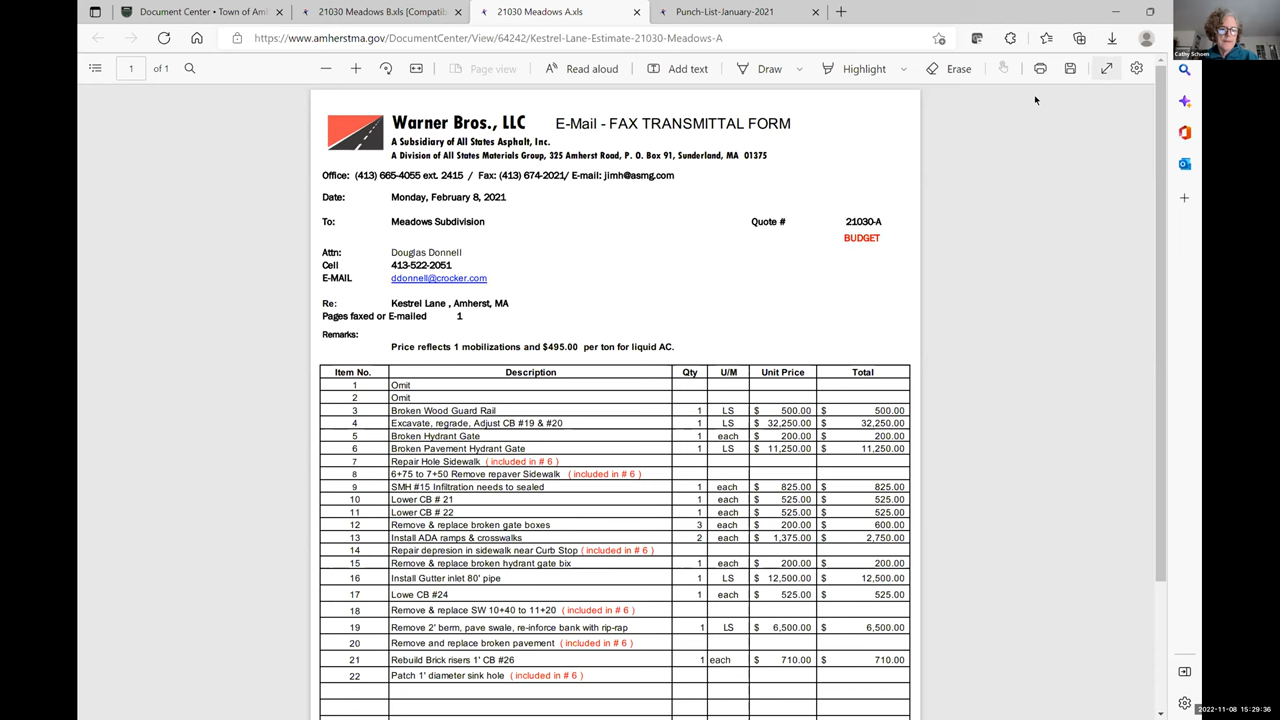 Document Center • Town of Aml
21030 Meadows B.xls [Compatib
21030 Meadows A.xls
Punch-List-January-2021
https://www.amherstma.gov/DocumentCenter/View/64242/Kestrel-Lane-Estimate-21030-Meadows-A
Cathy Schoen
1 of 1
Page view
Read aloud
Add text
Draw
Highlight
Erase
Warner Bros., LLC E-Mail - FAX TRANSMITTAL FORM
A Subsidiary of All States Asphalt, Inc.
A Division of All States Materials Group, 325 Amherst Road, P. O. Box 91, Sunderland, MA 01375
Office: (413) 665-4055 ext. 2415 / Fax: (413) 674-2021/ E-mail: jimh@asmg.com
Date: Monday, February 8, 2021
To: Meadows Subdivision Quote # 21030-A
BUDGET
Attn: Douglas Donnell
Cell 413-522-2051
E-MAIL ddonnell@crocker.com
Re: Kestrel Lane , Amherst, MA
Pages faxed or E-mailed 1
Remarks:
Price reflects 1 mobilizations and $495.00 per ton for liquid AC.
Item No. Description Qty U/M Unit Price Total
1 Omit
2 Omit
3 Broken Wood Guard Rail 1 LS $ 500.00 $ 500.00
4 Excavate, regrade, Adjust CB #19 & #20 1 LS $ 32,250.00 $ 32,250.00
5 Broken Hydrant Gate 1 each $ 200.00 $ 200.00
6 Broken Pavement Hydrant Gate 1 LS $ 11,250.00 $ 11,250.00
7 Repair Hole Sidewalk ( included in # 6 )
8 6+75 to 7+50 Remove repaver Sidewalk ( included in # 6 )
9 SMH #15 Infiltration needs to sealed 1 each $ 825.00 $ 825.00
10 Lower CB # 21 1 each $ 525.00 $ 525.00
11 Lower CB # 22 1 each $ 525.00 $ 525.00
12 Remove & replace broken gate boxes 3 each $ 200.00 $ 600.00
13 Install ADA ramps & crosswalks 2 each $ 1,375.00 $ 2,750.00
14 Repair depresion in sidewalk near Curb Stop ( included in # 6 )
15 Remove & replace broken hydrant gate bix 1 each $ 200.00 $ 200.00
16 Install Gutter inlet 80' pipe 1 LS $ 12,500.00 $ 12,500.00
17 Lowe CB #24 1 each $ 525.00 $ 525.00
18 Remove & replace SW 10+40 to 11+20 ( included in # 6 )
19 Remove 2' berm, pave swale, re-inforce bank with rip-rap 1 LS $ 6,500.00 $ 6,500.00
20 Remove and replace broken pavement ( included in # 6 )
21 Rebuild Brick risers 1' CB #26 1 each $ 710.00 $ 710.00
22 Patch 1' diameter sink hole ( included in # 6 )
2022-11-08 15:29:36